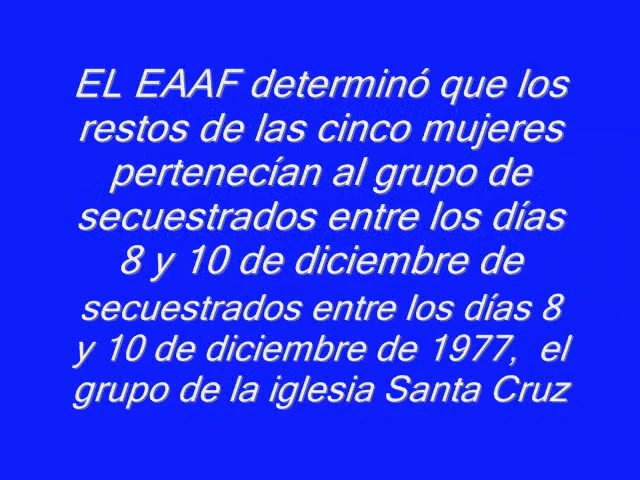 EL EAAF determinó que los
restos de las cinco mujeres
pertenecían al grupo de
secuestrados entre los días
8 y 10 de diciembre de
secuestrados entre los días 8
y 10 de diciembre de 1977, el
grupo de la iglesia Santa Cruz